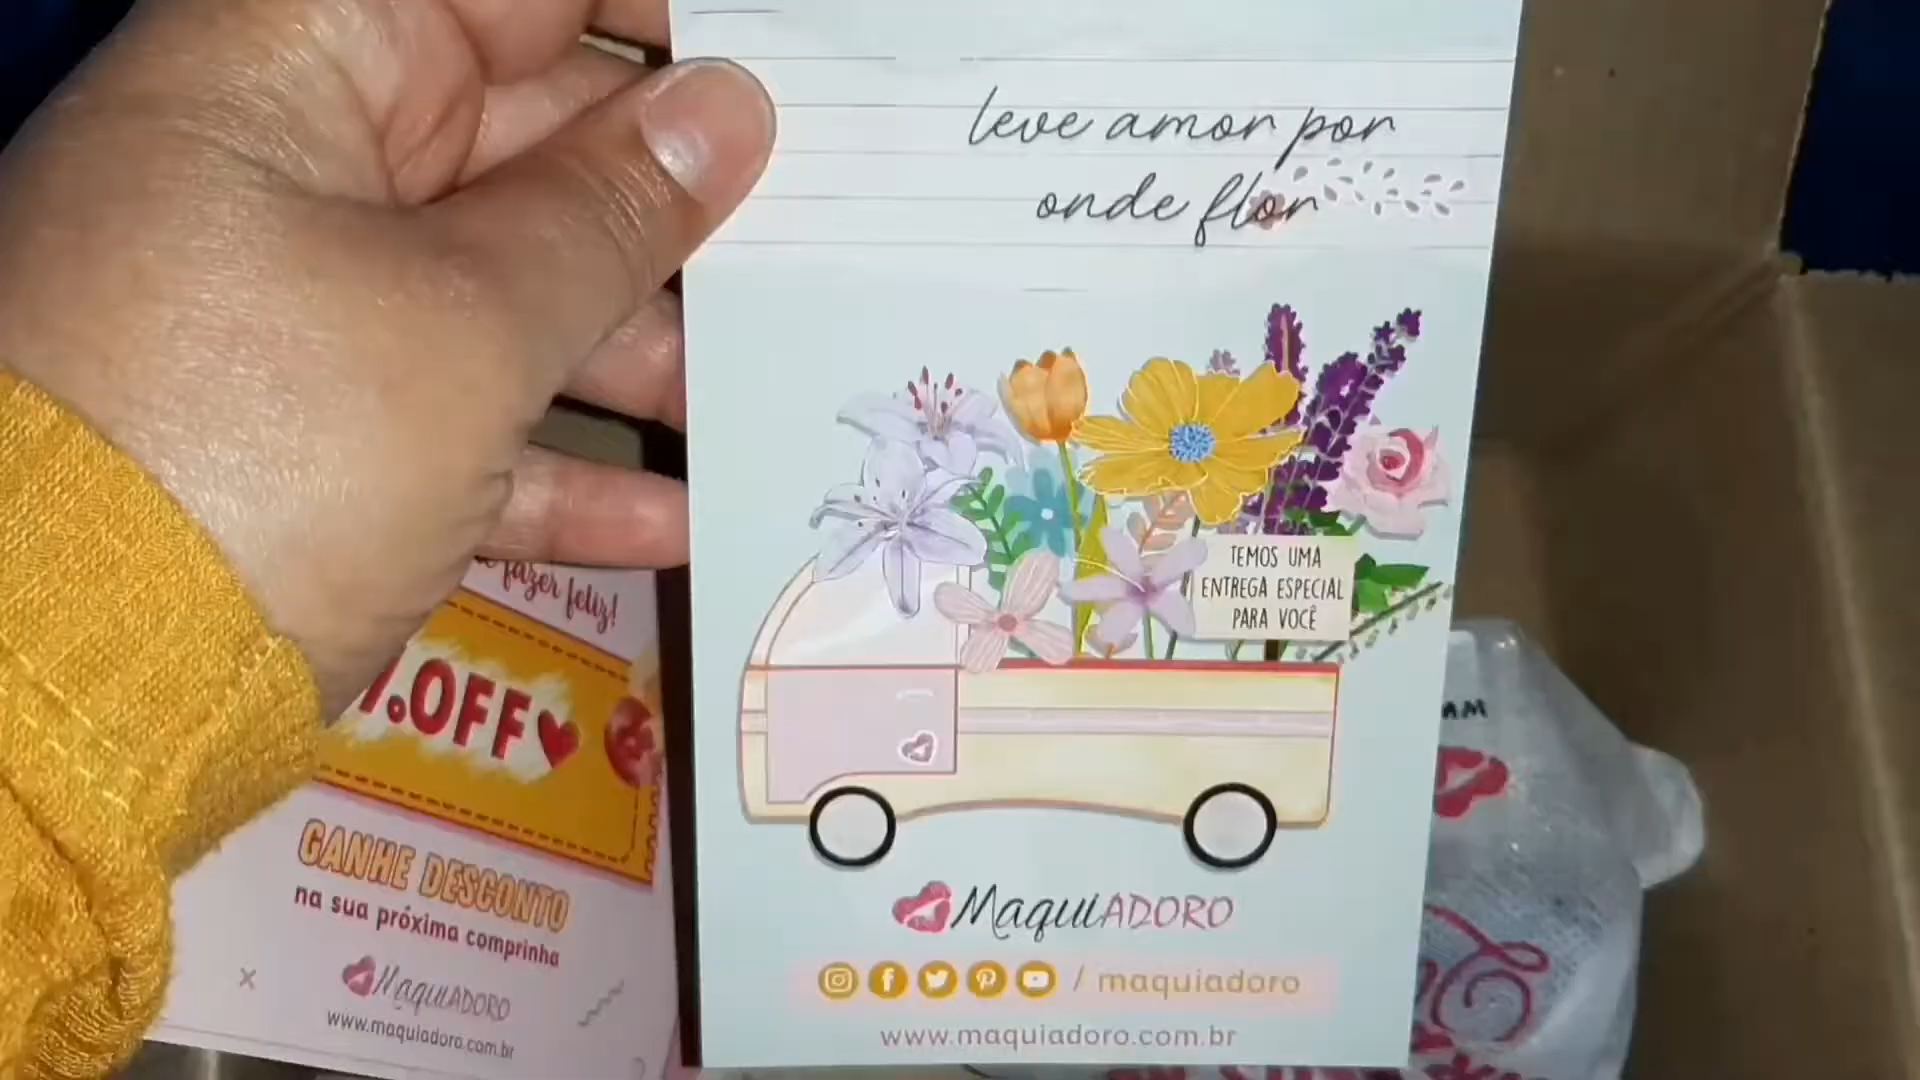 leve amor por
onde flor
TEMOS UMA
ENTREGA ESPECIAL
PARA VOCÊ
MaquiADORO
/ maquiadoro
www.maquiadoro.com.br
fazer feliz!
%OFF
GANHE DESCONTO
na sua próxima comprinha
MaquiADORO
www.maquiadoro.com.br